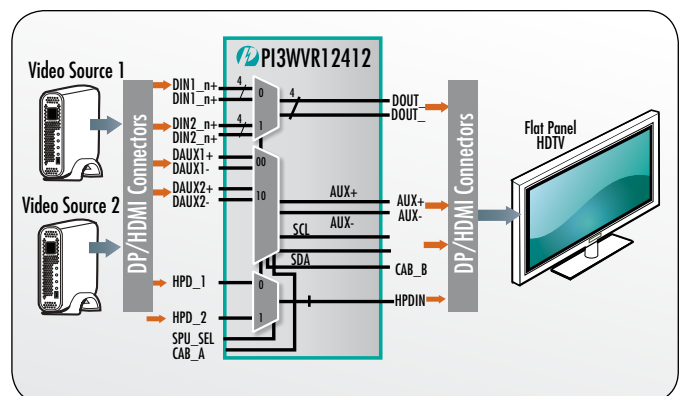 PI3WVR12412
Video Source 1
Video Source 2
DP/HDMI Connectors
DIN1_n+
DIN1_n+
DIN2_n+
DIN2_n+
DAUX1+
DAUX1-
DAUX2+
DAUX2-
HPD_1
HPD_2
SPU_SEL
CAB_A
4
4
0
1
00
10
0
1
4
AUX+
AUX-
SCL
SDA
DOUT_
DOUT_
AUX+
AUX-
CAB_B
HPDIN
DP/HDMI Connectors
Flat Panel
HDTV